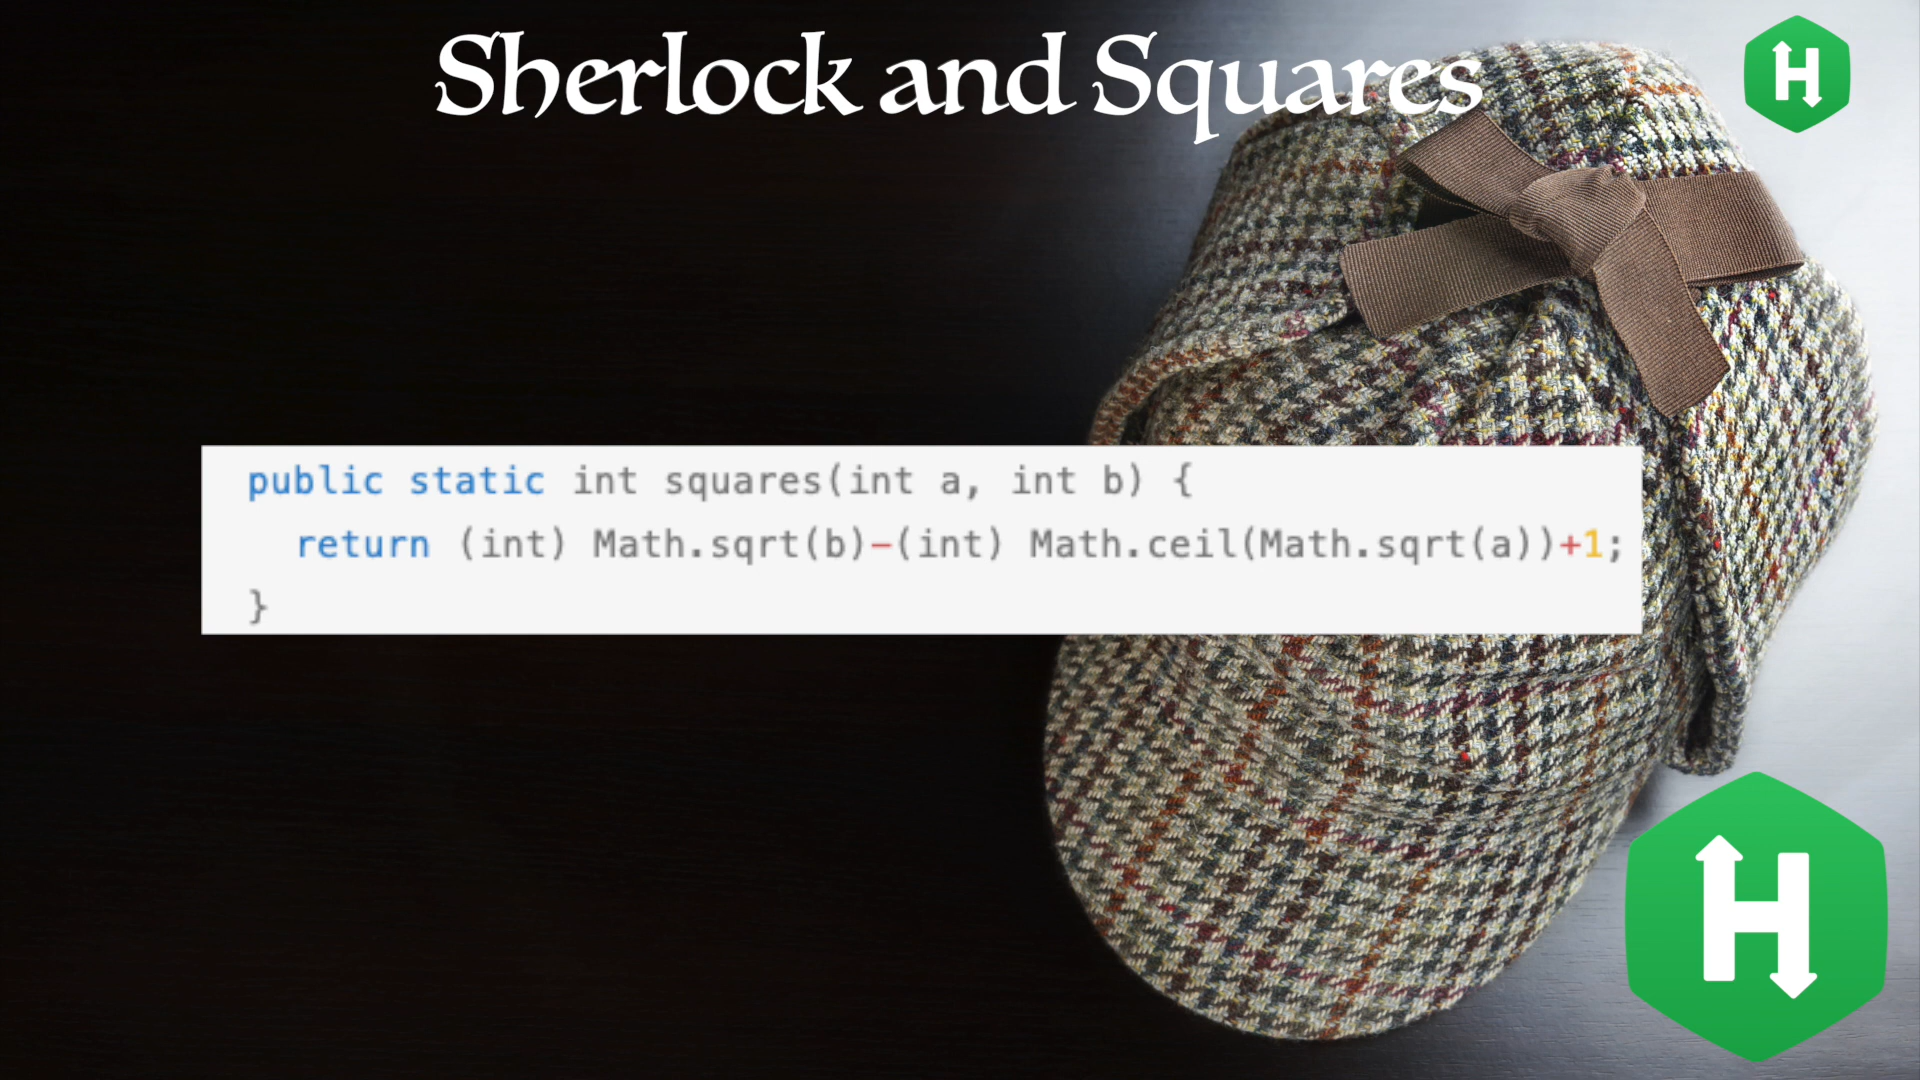 Sherlock and Squares
public static int squares(int a, int b) {
return (int) Math.sqrt(b)-(int) Math.ceil(Math.sqrt(a))+1;
}